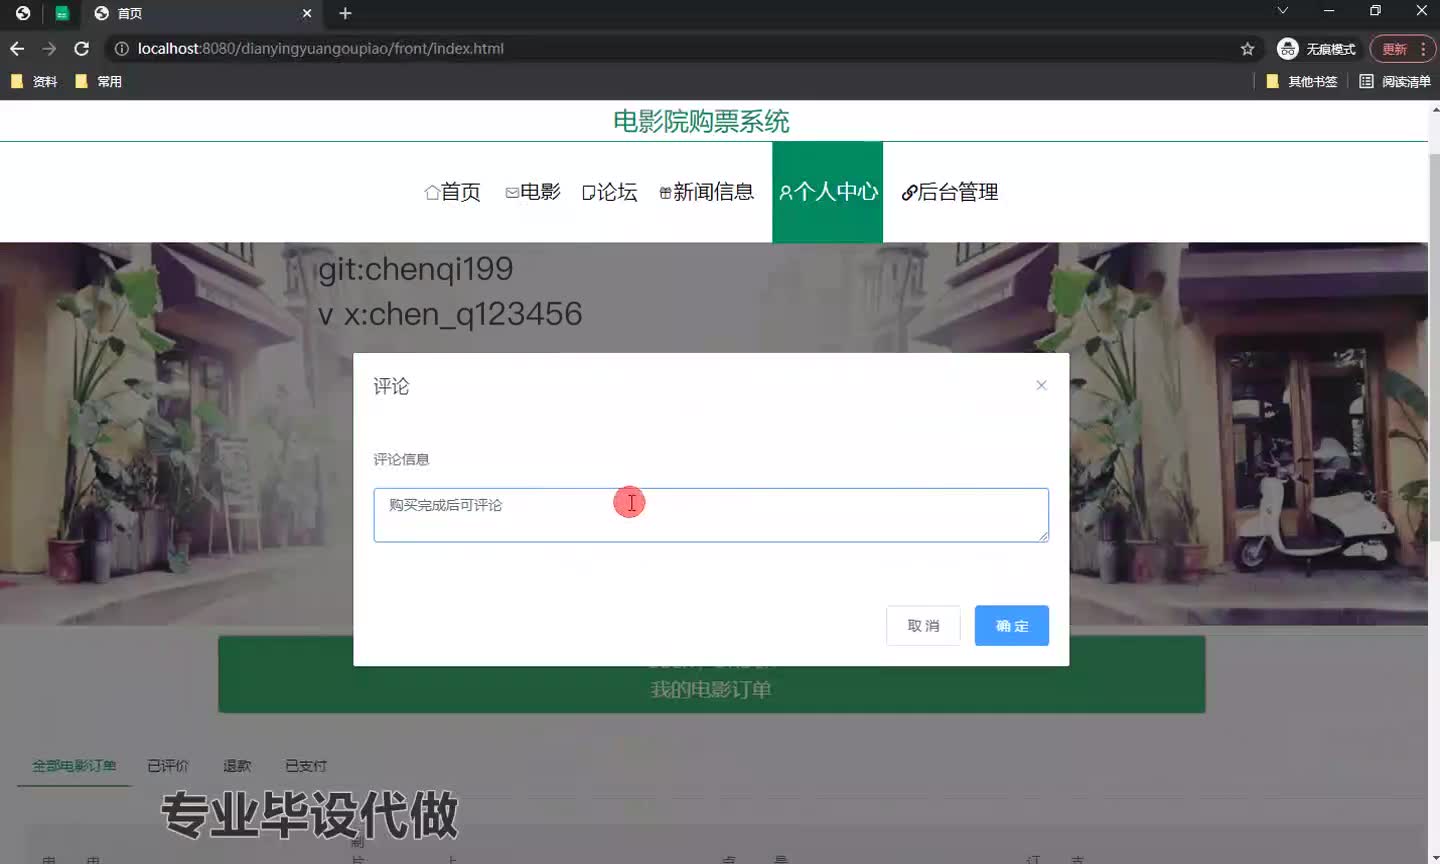 首页
localhost:8080/dianyingyuangoupiao/front/index.html
无痕模式
更新
资料
常用
其他书签
阅读清单
电影院购票系统
首页
电影
论坛
新闻信息
个人中心
后台管理
git:chenqi199
v x:chen_q123456
评论
评论信息
购买完成后可评论
取消
确定
我的电影订单
全部电影订单
已评价
退款
已支付
专业毕设代做